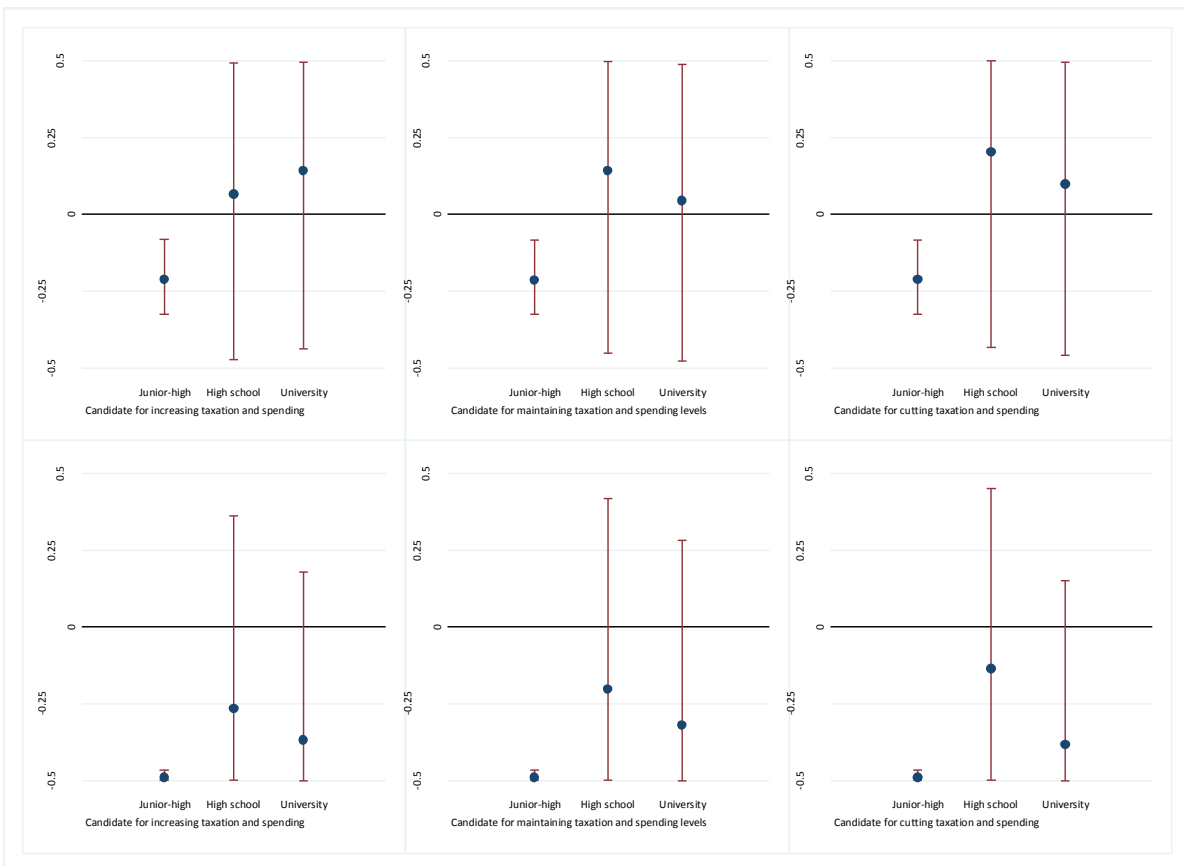 0.5
0.25
0
-0.25
-0.5
Junior-high High school University
Candidate for increasing taxation and spending
0.5
0.25
0
-0.25
-0.5
Junior-high High school University
Candidate for maintaining taxation and spending levels
0.5
0.25
0
-0.25
-0.5
Junior-high High school University
Candidate for cutting taxation and spending
0.5
0.25
0
-0.25
-0.5
Junior-high High school University
Candidate for increasing taxation and spending
0.5
0.25
0
-0.25
-0.5
Junior-high High school University
Candidate for maintaining taxation and spending levels
0.5
0.25
0
-0.25
-0.5
Junior-high High school University
Candidate for cutting taxation and spending